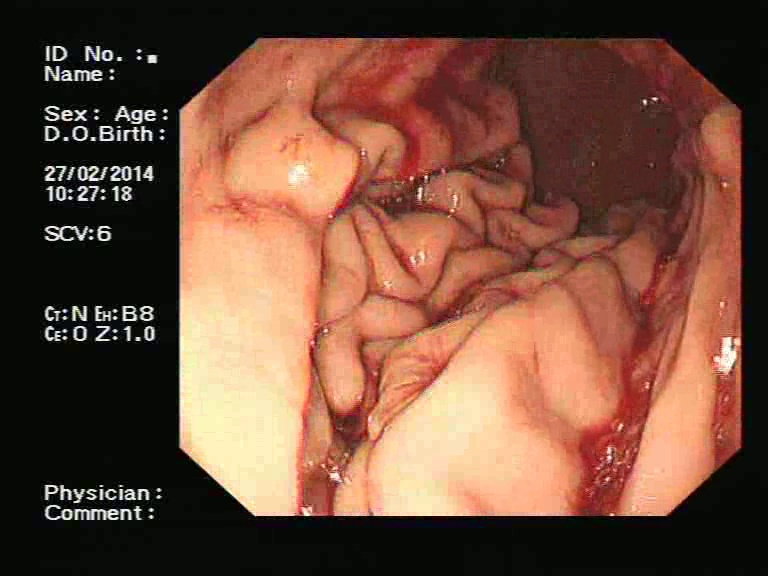 ID No. :
Name:
Sex: Age:
D.O.Birth:
27/02/2014
10:27:18
SCV:6
CT:N EH:B8
CE:0 Z:1.0
Physician:
Comment: